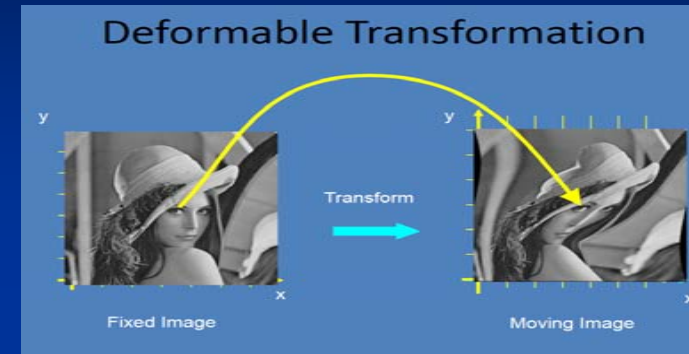 Deformable Transformation
y
y
Transform
x
x
Fixed Image
Moving Image